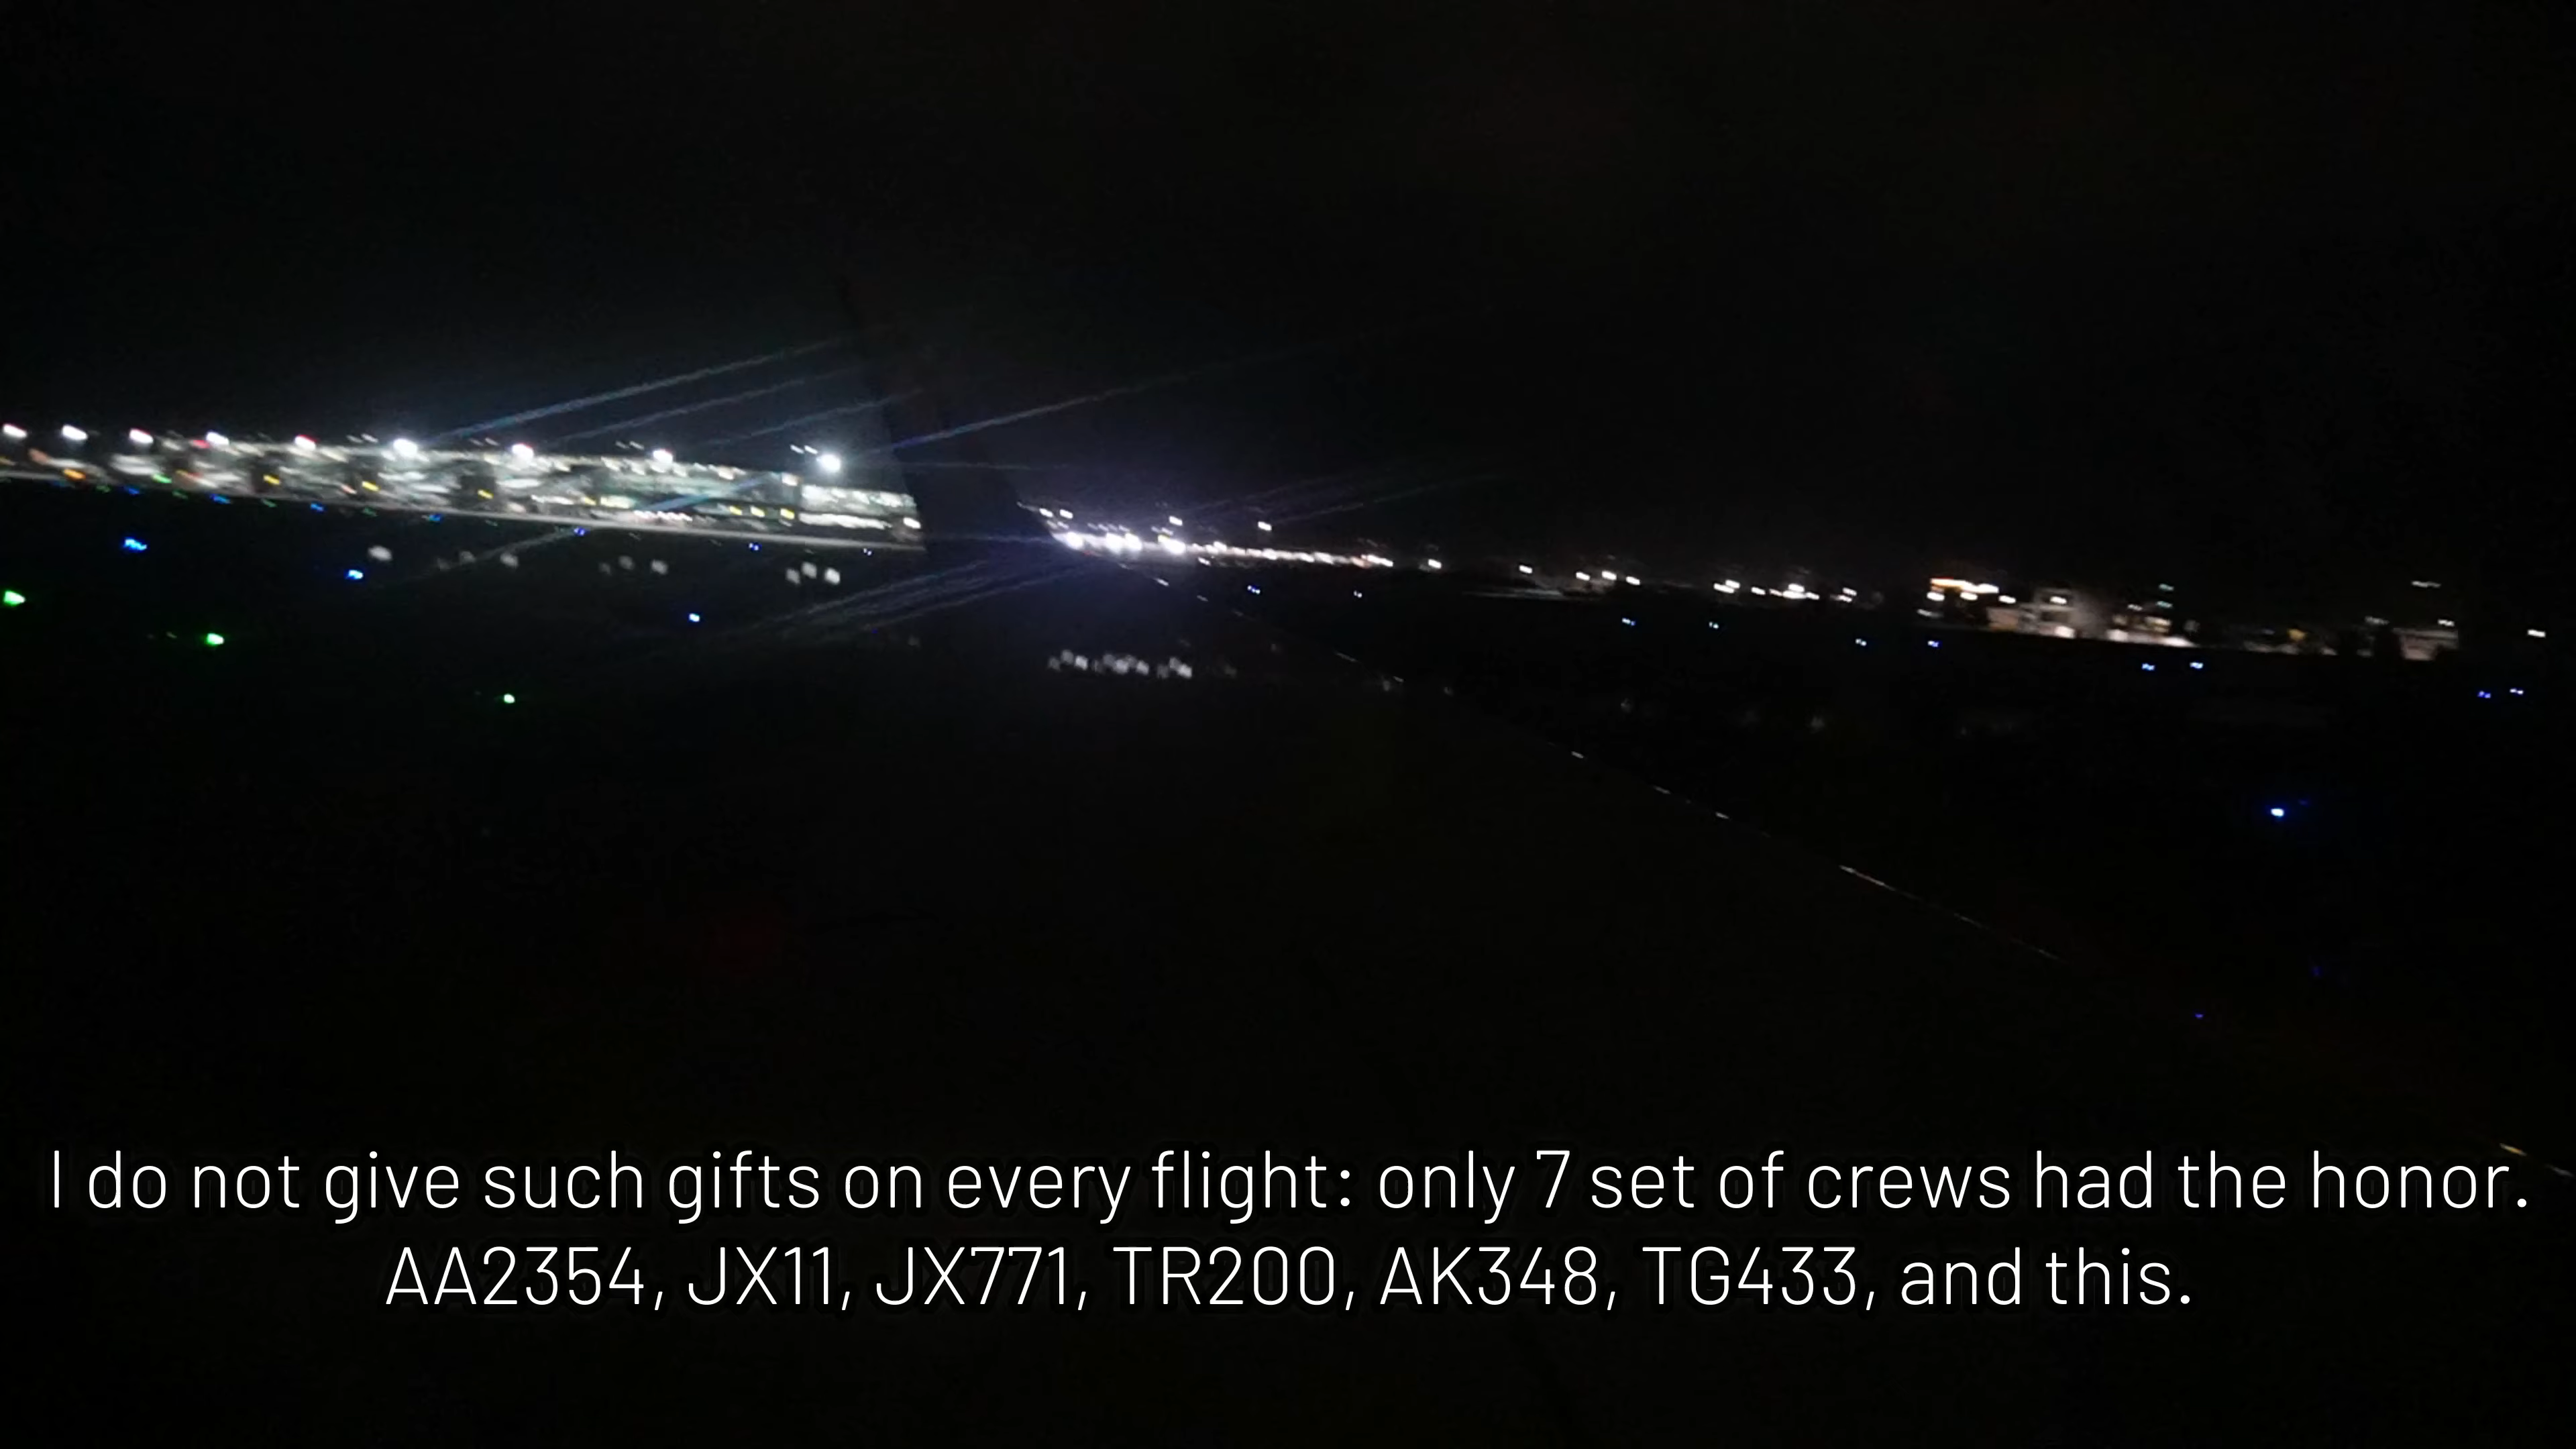 I do not give such gifts on every flight: only 7 set of crews had the honor.
AA2354, JX11, JX771, TR200, AK348, TG433, and this.